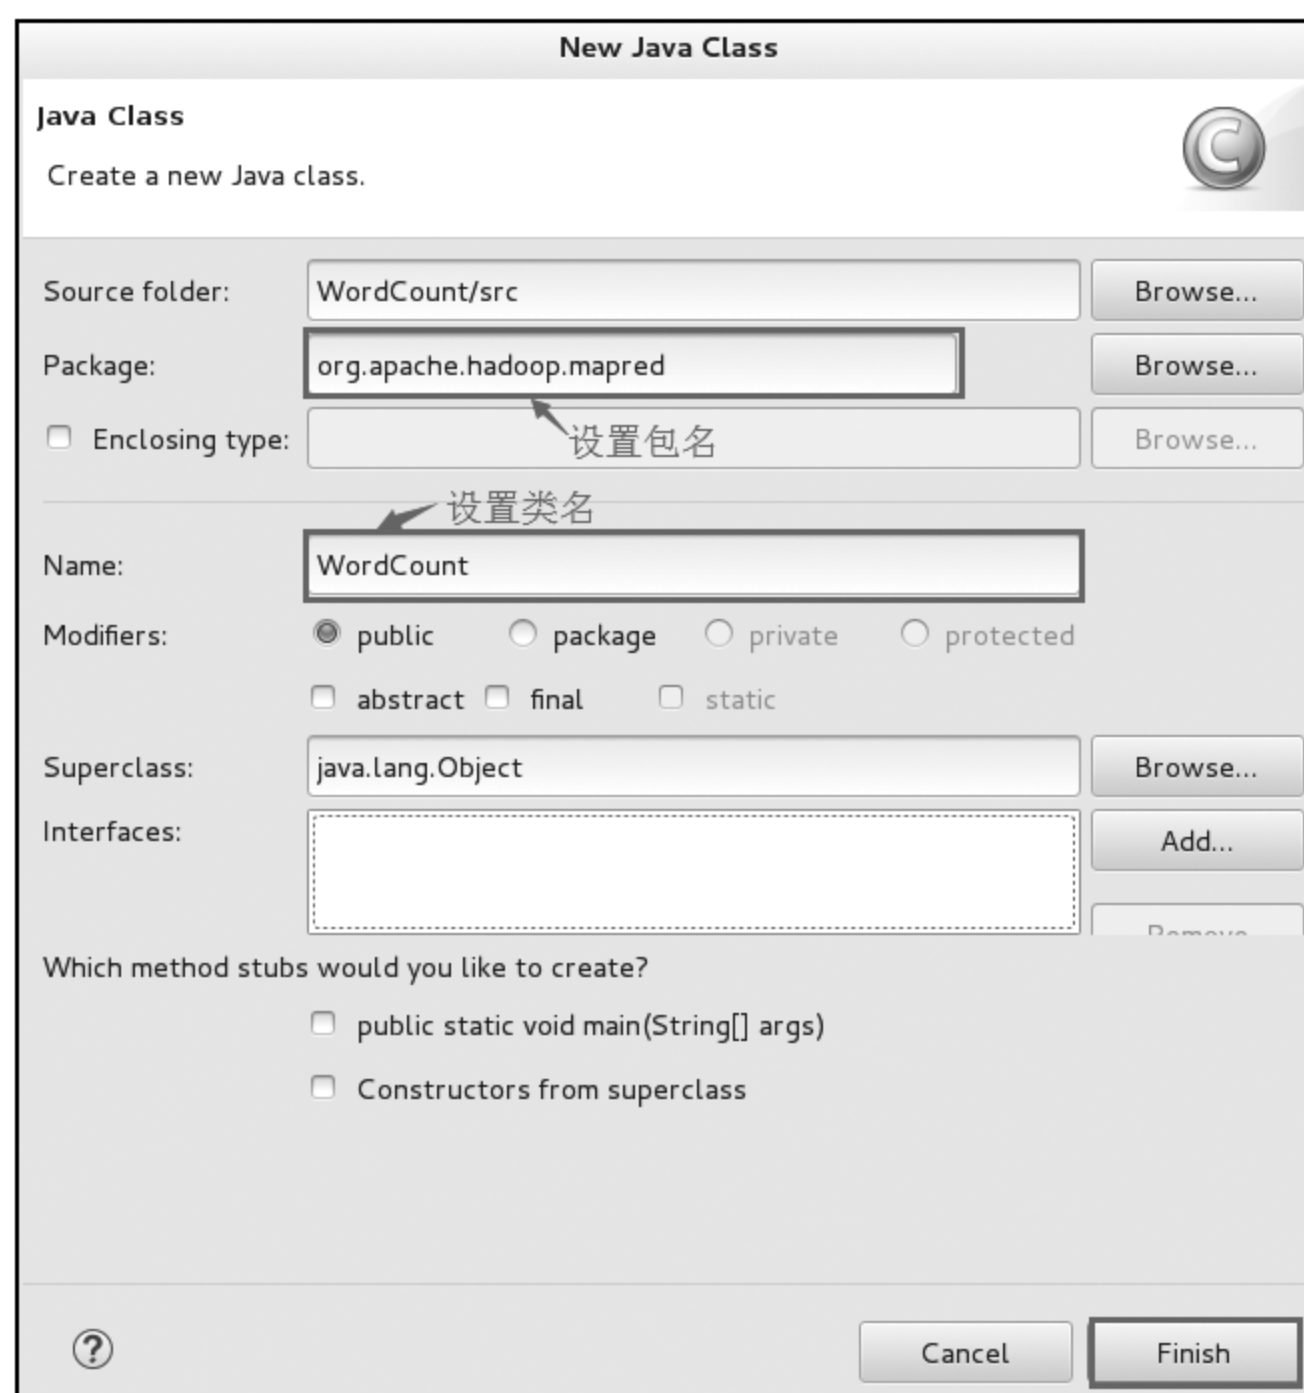 New Java Class
Java Class
Create a new Java class.
Source folder: WordCount/src Browse...
Package: org.apache.hadoop.mapred Browse...
Enclosing type: Browse...
设置包名
设置类名
Name: WordCount
Modifiers: public package private protected
abstract final static
Superclass: java.lang.Object Browse...
Interfaces: Add...
Remove
Which method stubs would you like to create?
public static void main(String[] args)
Constructors from superclass
? Cancel Finish